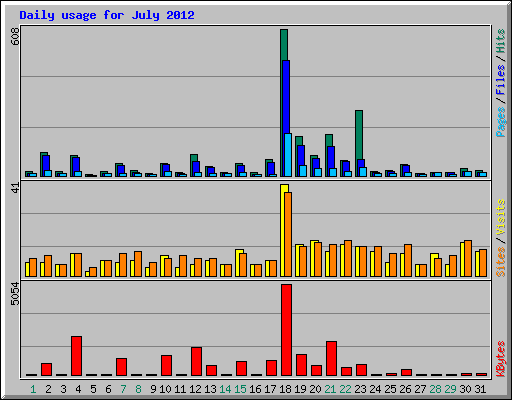 Daily usage for July 2012
608
Pages / Files / Hits
41
Sites / Visits
5054
KBytes
1 2 3 4 5 6 7 8 9 10 11 12 13 14 15 16 17 18 19 20 21 22 23 24 25 26 27 28 29 30 31